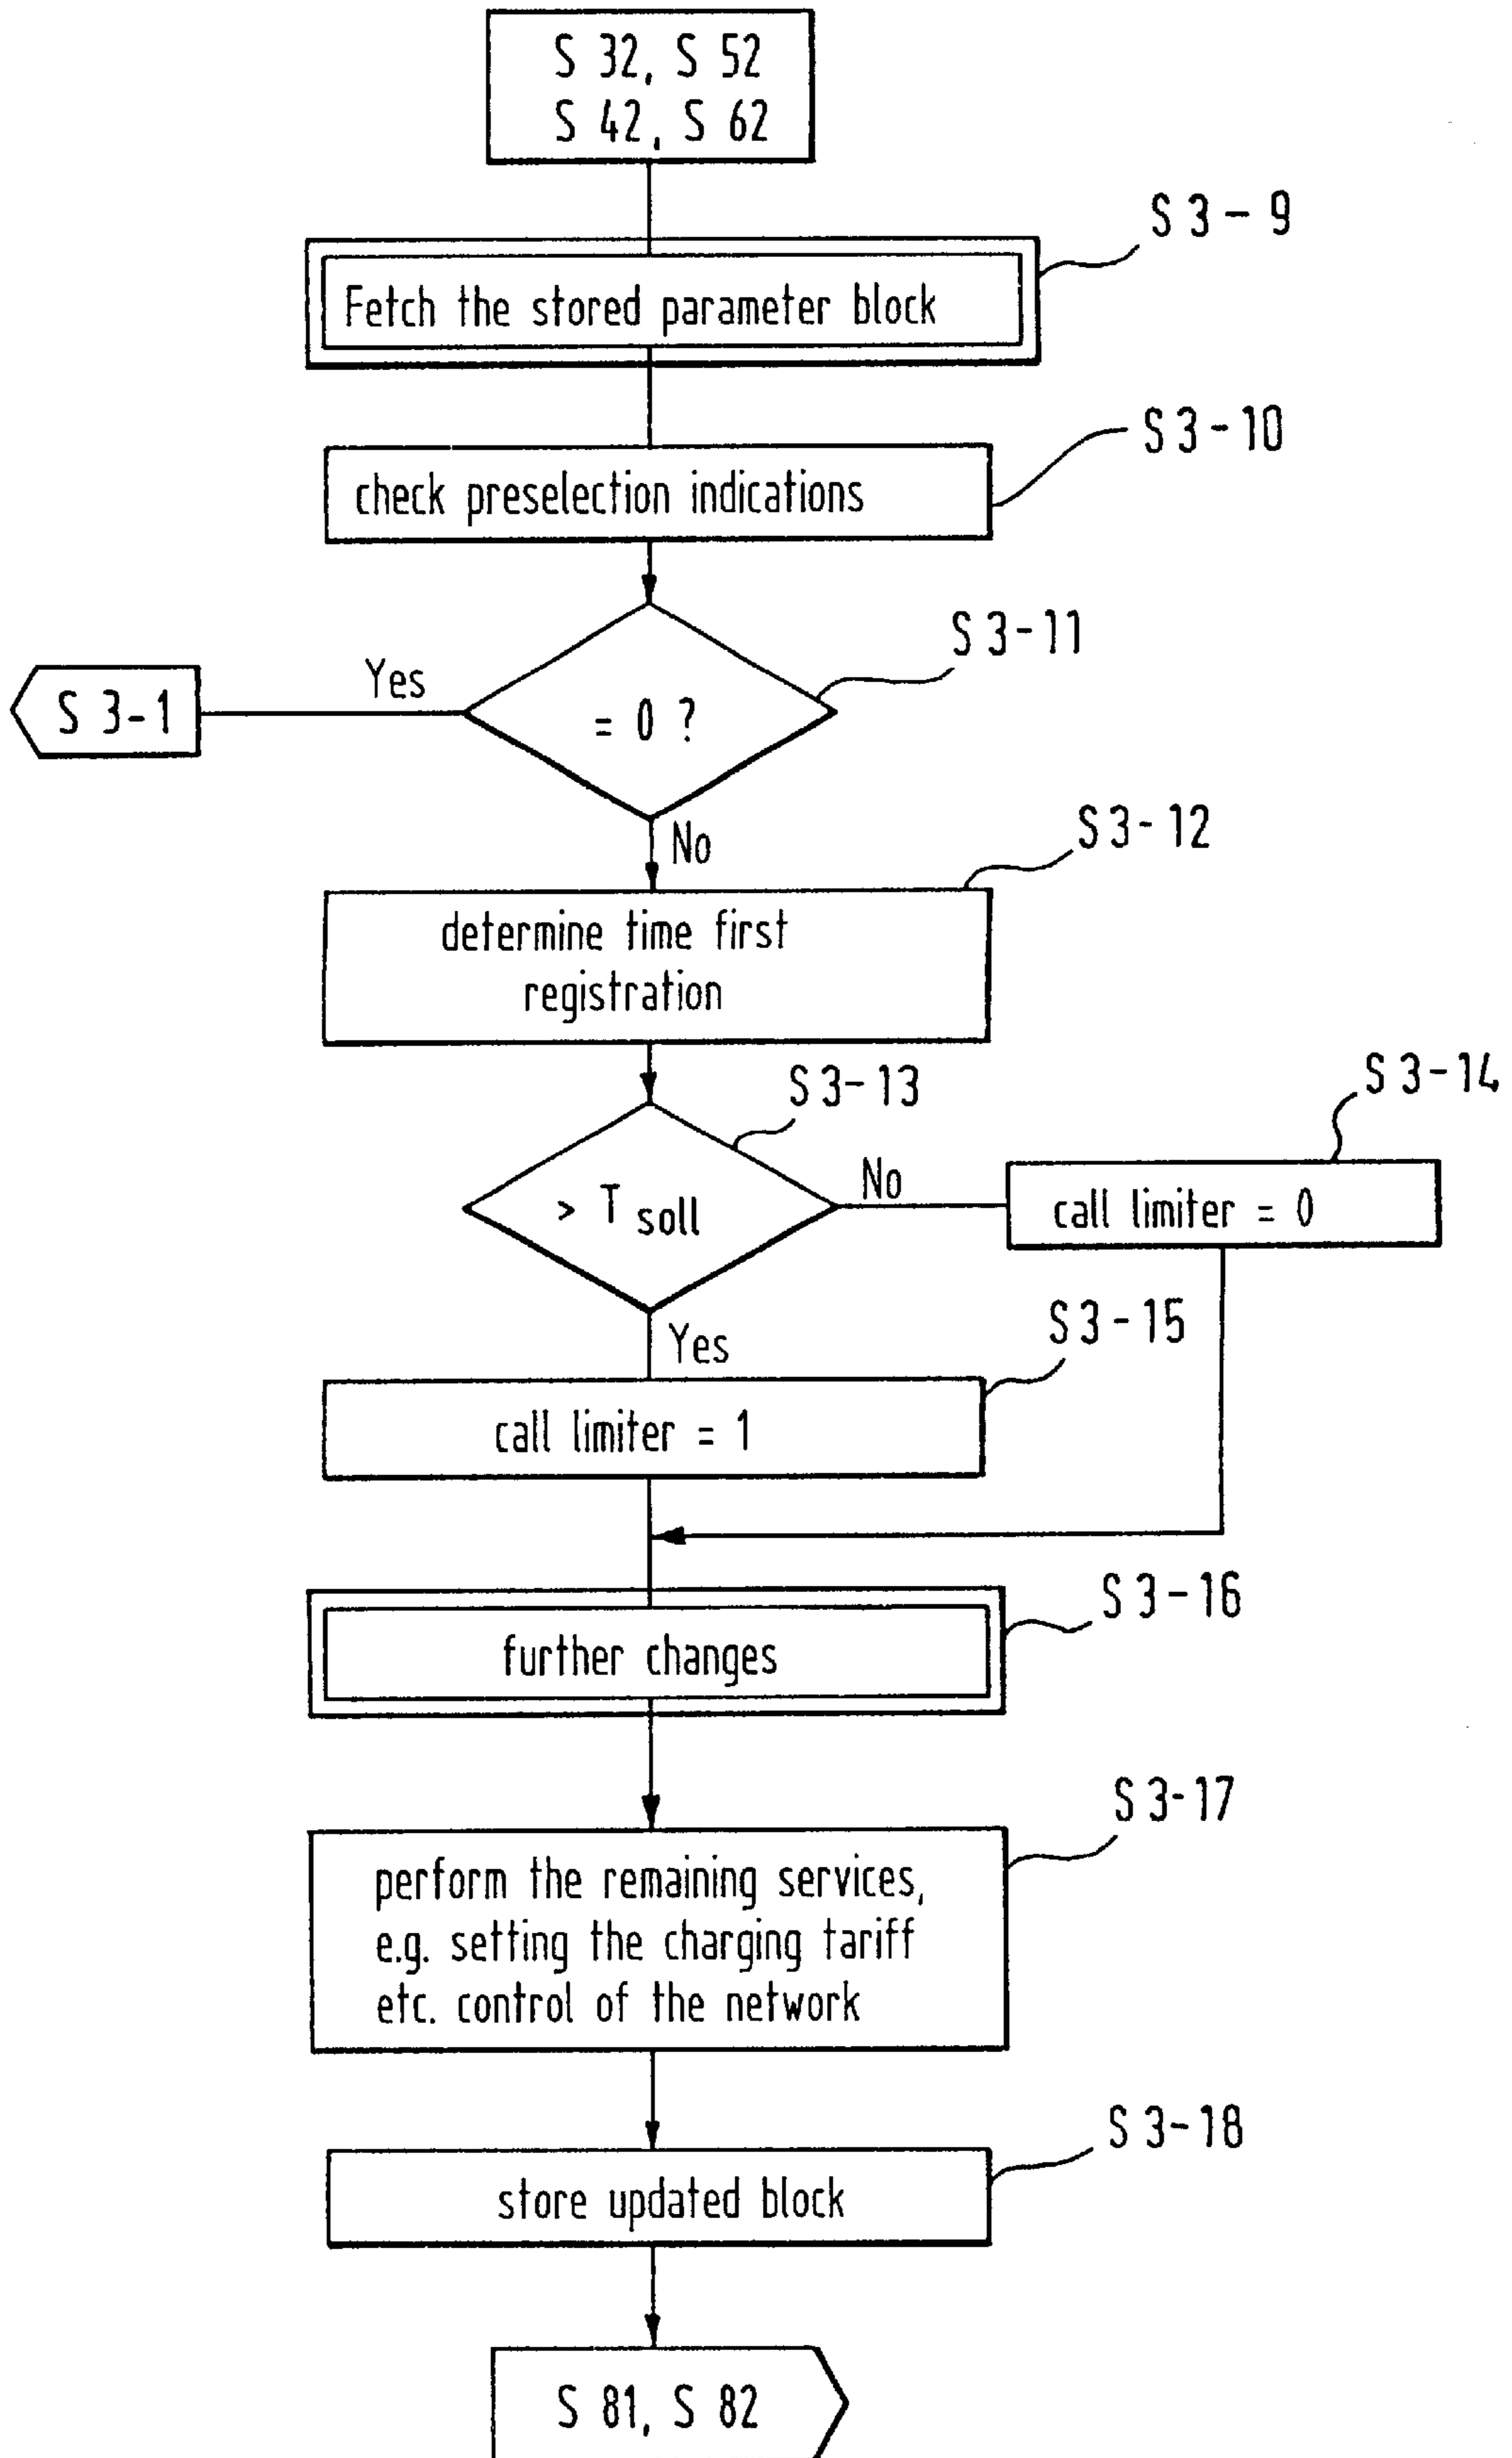 S 32, S 52
S 42, S 62
S 3-9
Fetch the stored parameter block
S 3-10
check preselection indications
S 3-11
Yes
S 3-1
= 0 ?
No
S 3-12
determine time first
registration
S 3-13
S 3-14
No
> T soll
call limiter = 0
S 3-15
Yes
call limiter = 1
S 3-16
further changes
S 3-17
perform the remaining services,
e.g. setting the charging tariff
etc. control of the network
S 3-18
store updated block
S 81, S 82